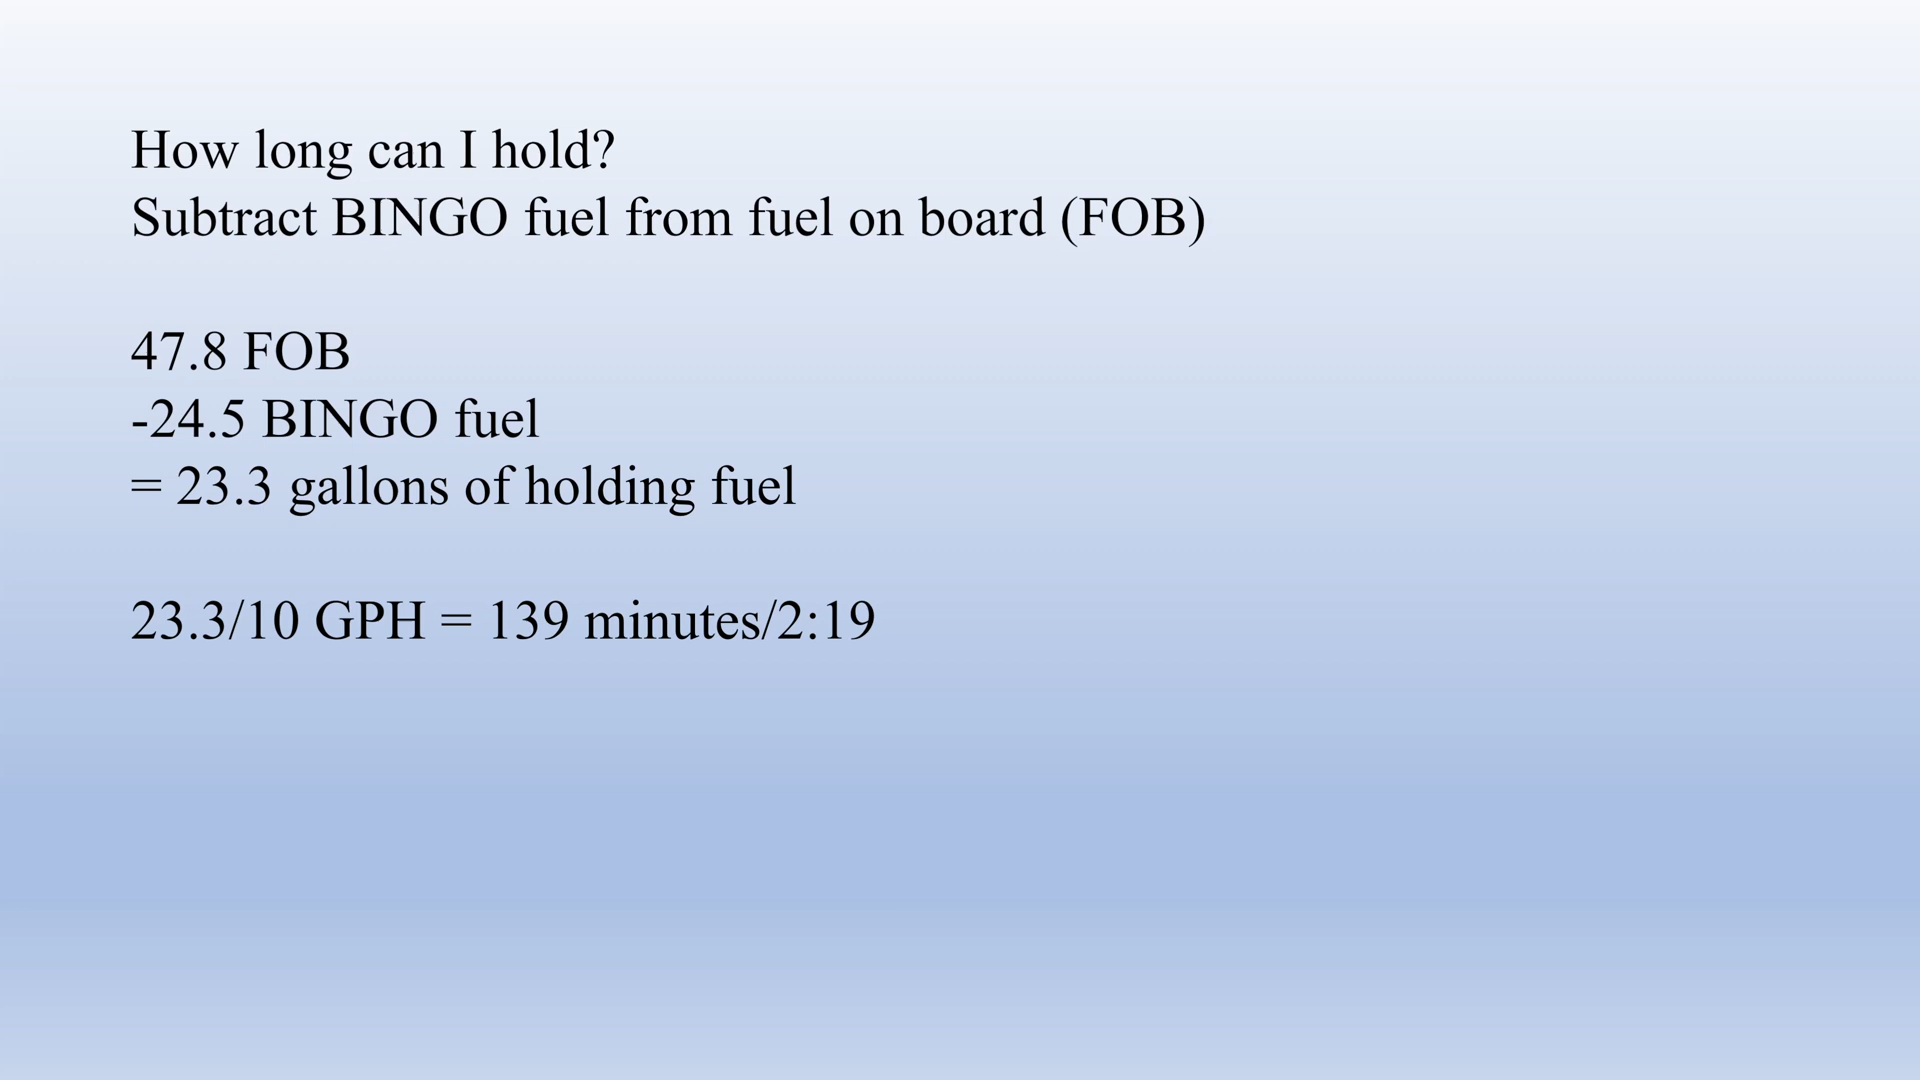 How long can I hold?
Subtract BINGO fuel from fuel on board (FOB)
47.8 FOB
-24.5 BINGO fuel
= 23.3 gallons of holding fuel
23.3/10 GPH = 139 minutes/2:19